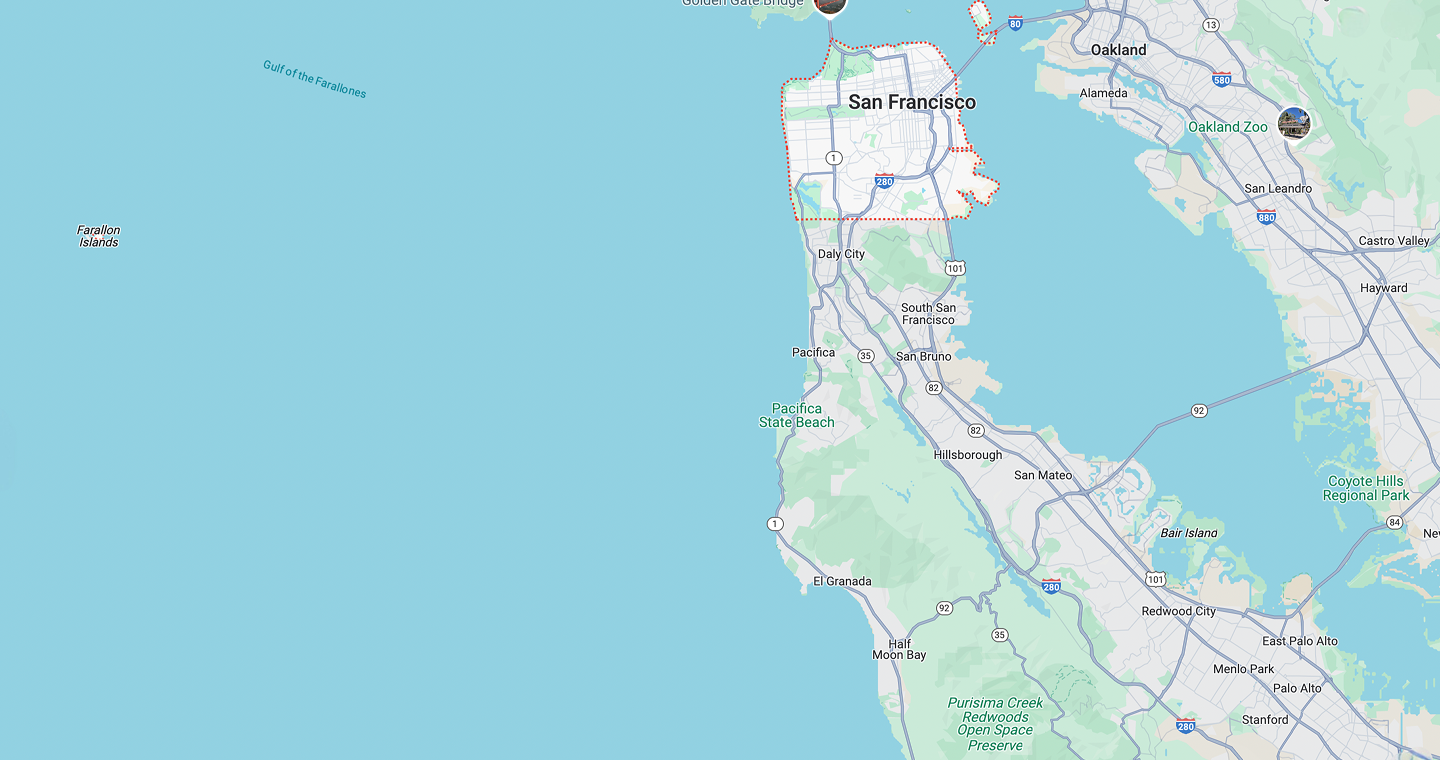 Golden Gate Bridge
80
13
Oakland
Gulf of the Farallones
580
Alameda
San Francisco
Oakland Zoo
1
280
San Leandro
880
Farallon
Islands
Castro Valley
Daly City
101
Hayward
South San
Francisco
Pacifica
35
San Bruno
82
Pacifica
State Beach
92
82
Hillsborough
San Mateo
Coyote Hills
Regional Park
1
84
Bair Island
New
El Granada
101
280
92
Redwood City
35
East Palo Alto
Half
Moon Bay
Menlo Park
Palo Alto
Purisima Creek
Redwoods
Open Space
Preserve
Stanford
280